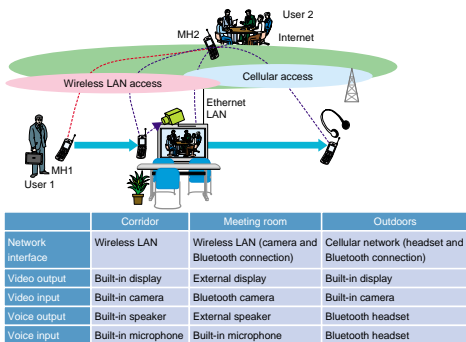 User 2
MH2
Internet
Wireless LAN access
Cellular access
Ethernet
LAN
MH1
User 1
Corridor Meeting room Outdoors
Network interface Wireless LAN Wireless LAN (camera and Bluetooth connection) Cellular network (headset and Bluetooth connection)
Video output Built-in display External display Built-in display
Video input Built-in camera Bluetooth camera Built-in camera
Voice output Built-in speaker External speaker Bluetooth headset
Voice input Built-in microphone Built-in microphone Bluetooth headset